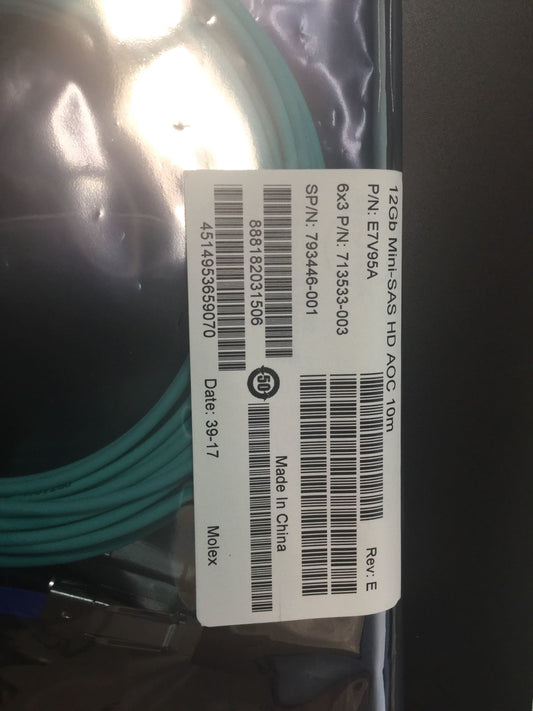 12Gb Mini-SAS HD AOC 10m
P/N: E7V95A
Rev: E
6x3 P/N: 713533-003
SP/N: 793446-001
Made In China
888182031506
50
4514953659070
Date: 39-17
Molex